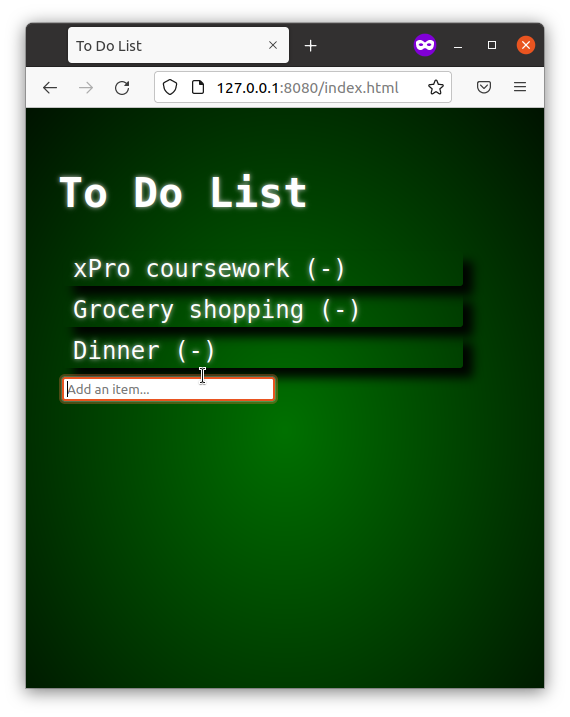 To Do List
127.0.0.1:8080/index.html
To Do List
xPro coursework (-)
Grocery shopping (-)
Dinner (-)
Add an item...